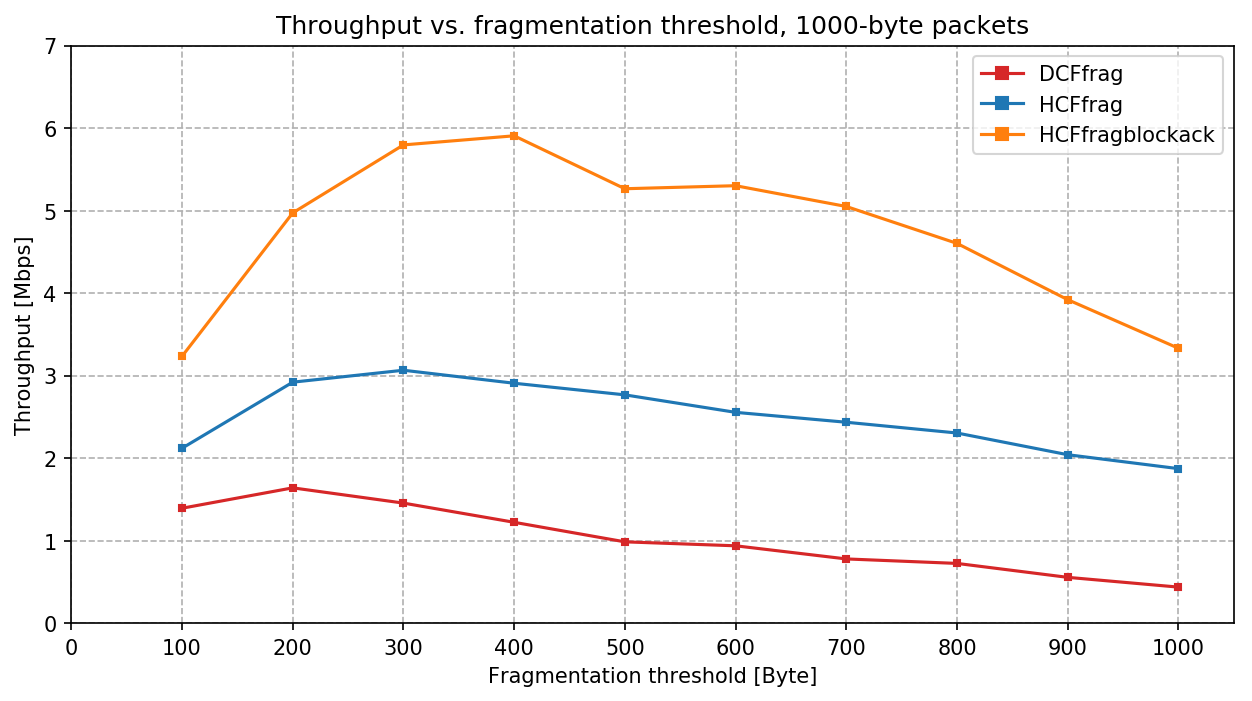 Throughput vs. fragmentation threshold, 1000-byte packets
7
6
5
4
3
2
1
0
Throughput [Mbps]
DCFfrag
HCFfrag
HCFfragblockack
0 100 200 300 400 500 600 700 800 900 1000
Fragmentation threshold [Byte]